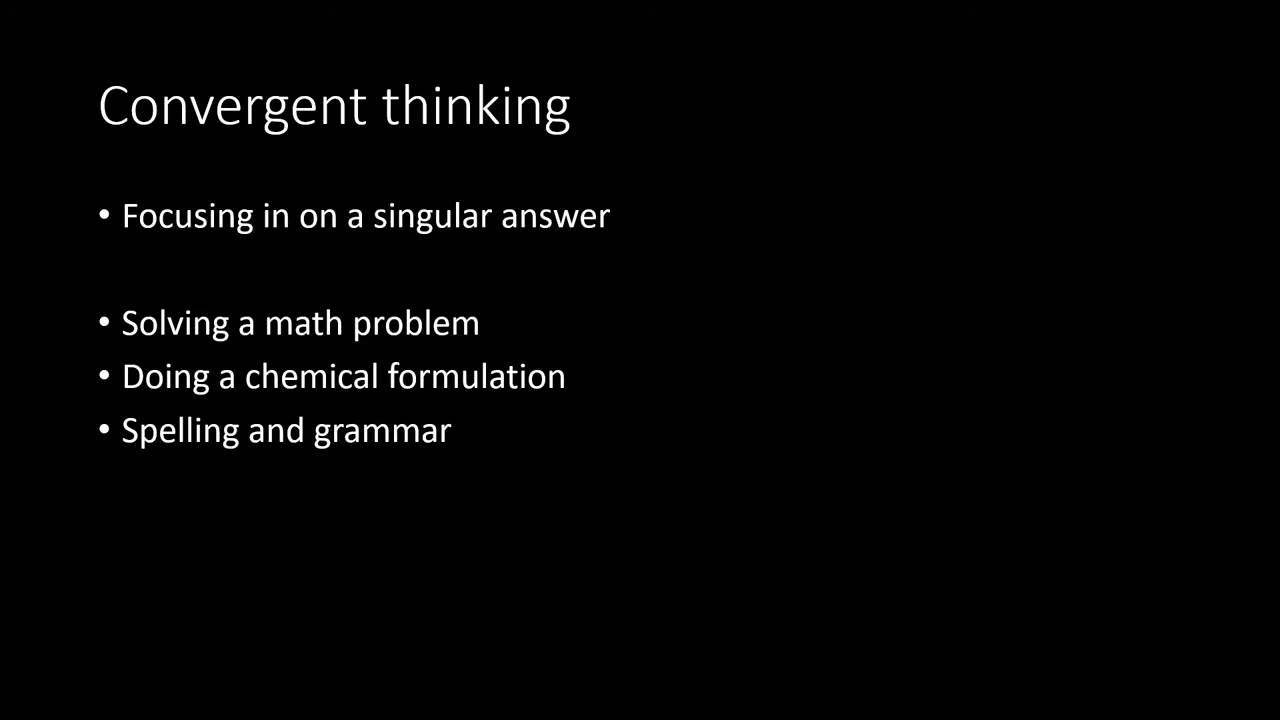 Convergent thinking
• Focusing in on a singular answer
• Solving a math problem
• Doing a chemical formulation
• Spelling and grammar